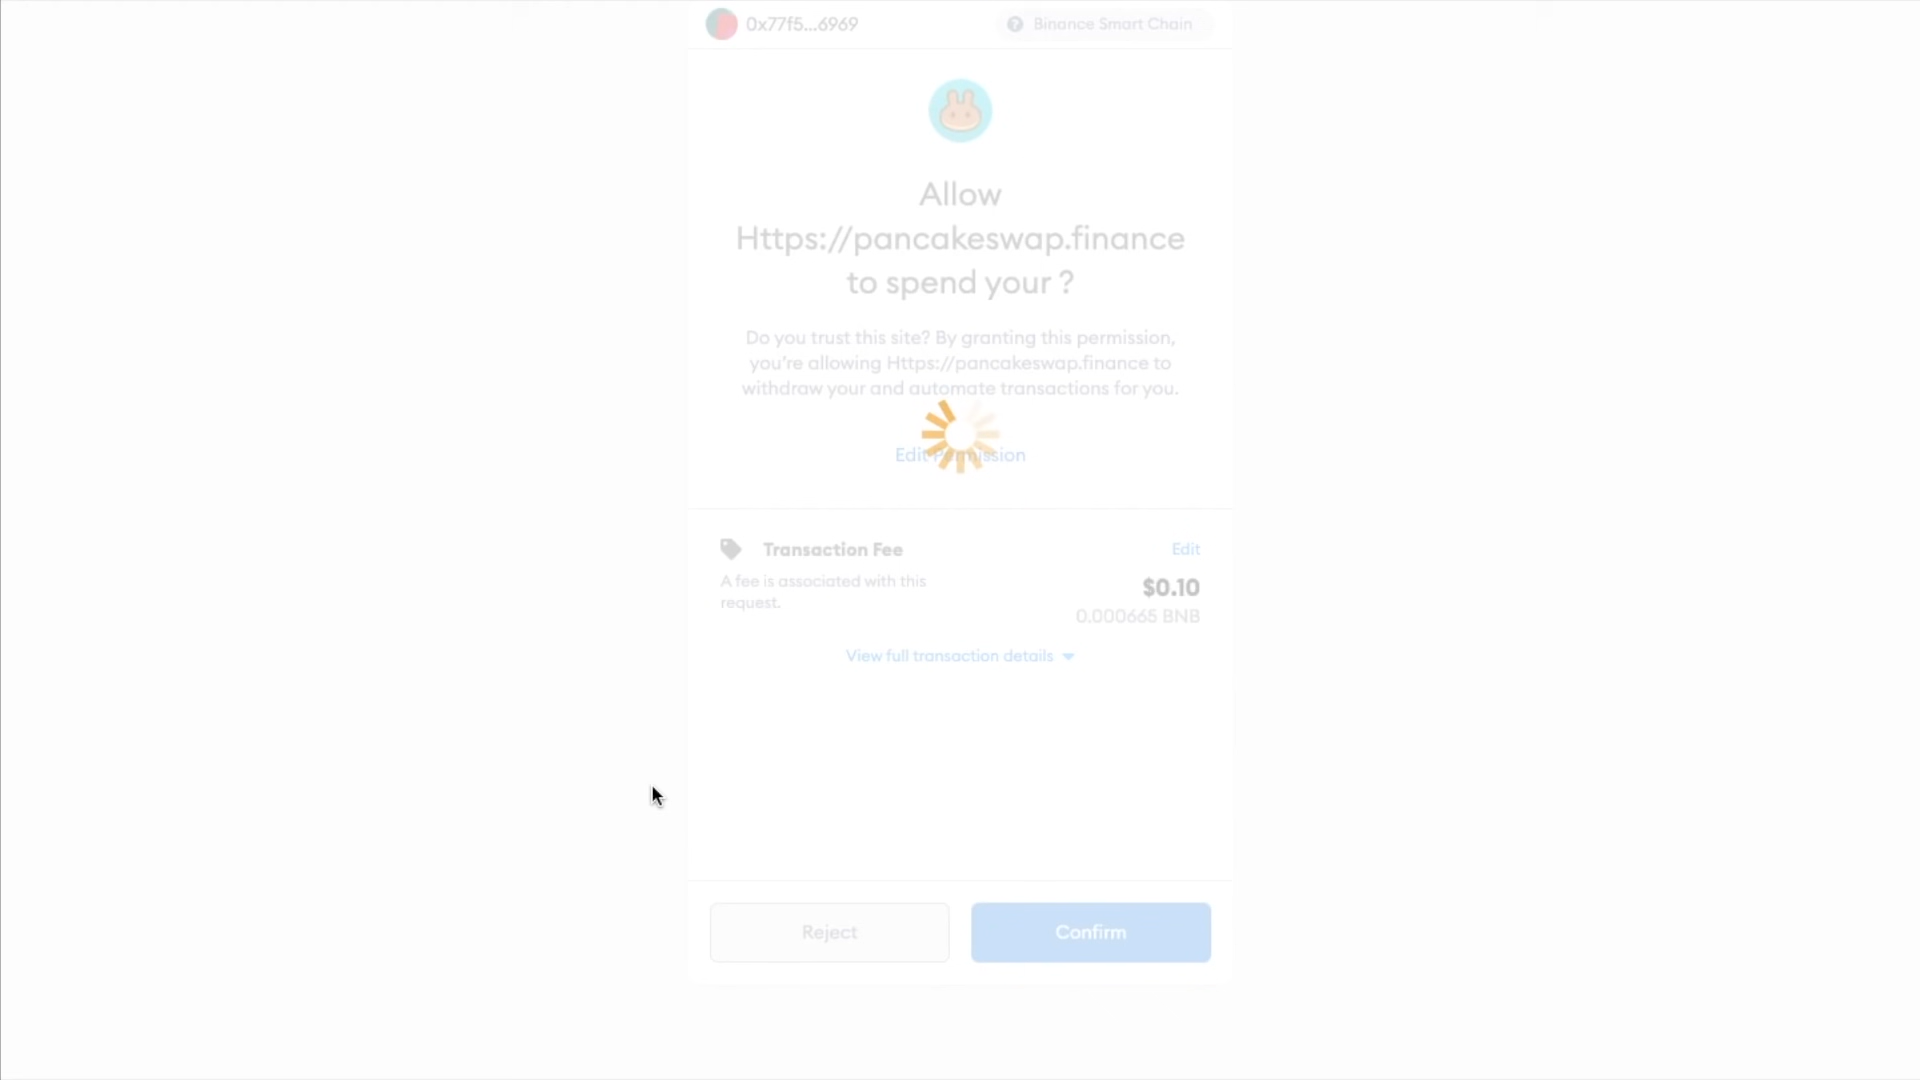 0x77f5...6969
Binance Smart Chain
Allow
Https://pancakeswap.finance
to spend your ?
Do you trust this site? By granting this permission,
you're allowing Https://pancakeswap.finance to
withdraw your and automate transactions for you.
Edit Permission
Transaction Fee
Edit
A fee is associated with this
request.
$0.10
0.000665 BNB
View full transaction details
Reject
Confirm